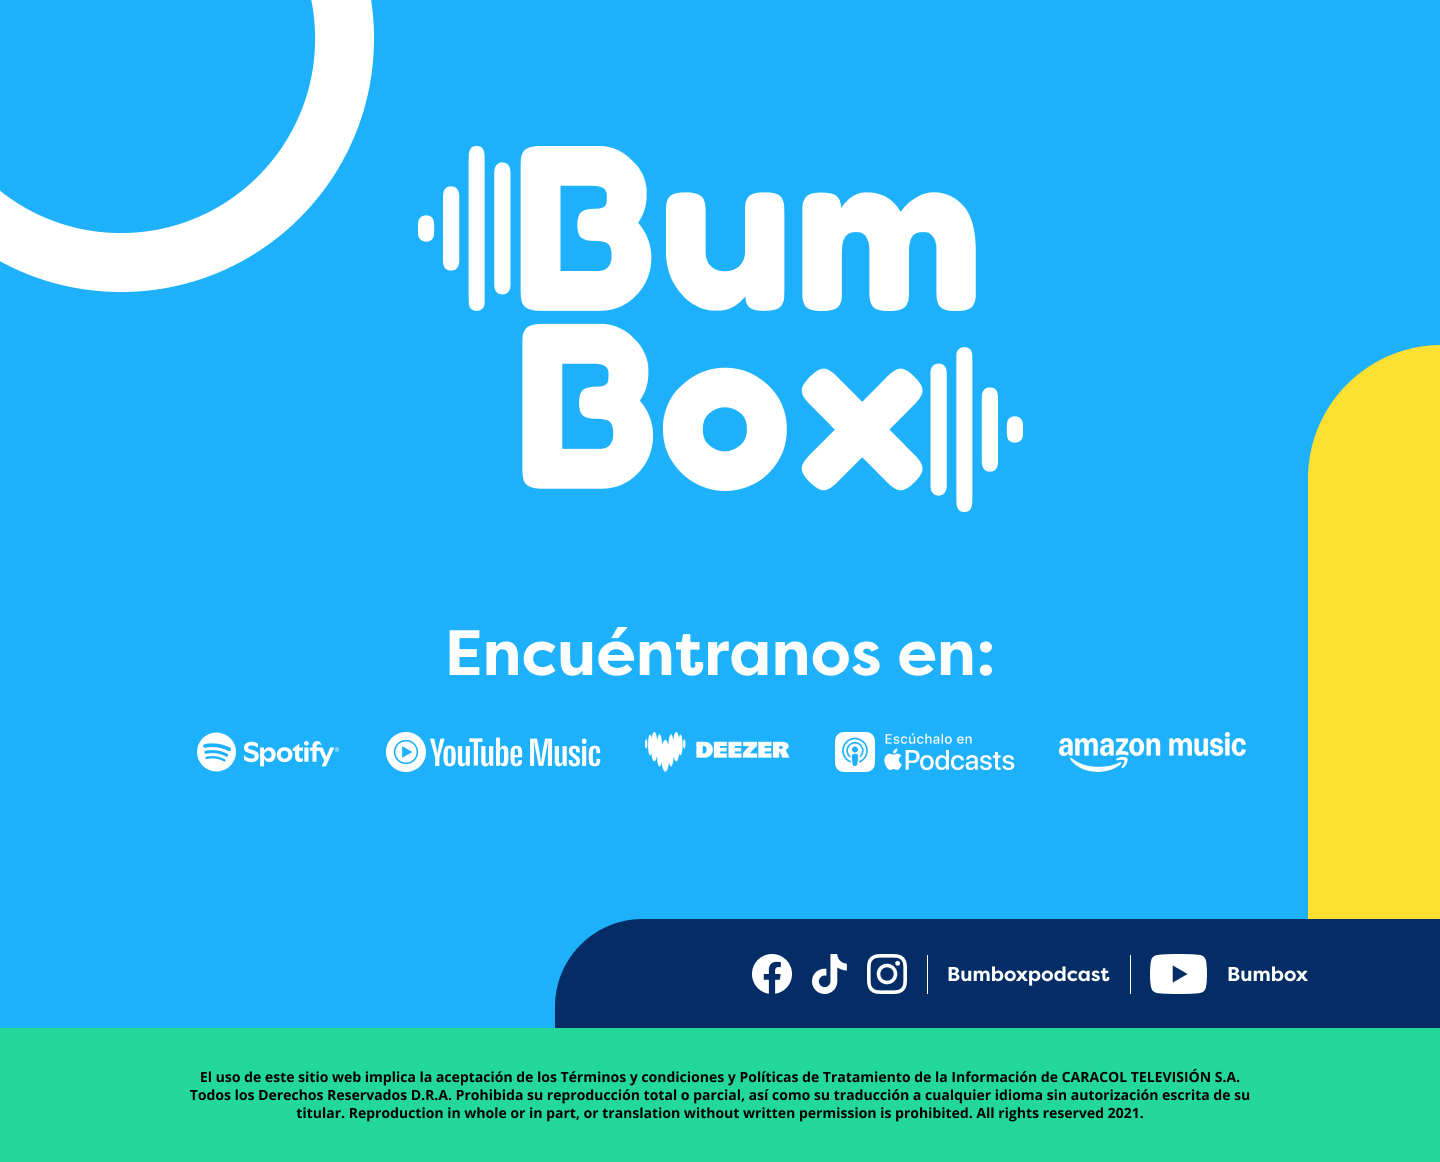 Bum
Box
Encuéntranos en:
Spotify®
YouTube Music
DEEZER
Escúchalo en
Podcasts
amazon music
Bumboxpodcast
Bumbox
El uso de este sitio web implica la aceptación de los Términos y condiciones y Políticas de Tratamiento de la Información de CARACOL TELEVISIÓN S.A.
Todos los Derechos Reservados D.R.A. Prohibida su reproducción total o parcial, así como su traducción a cualquier idioma sin autorización escrita de su
titular. Reproduction in whole or in part, or translation without written permission is prohibited. All rights reserved 2021.